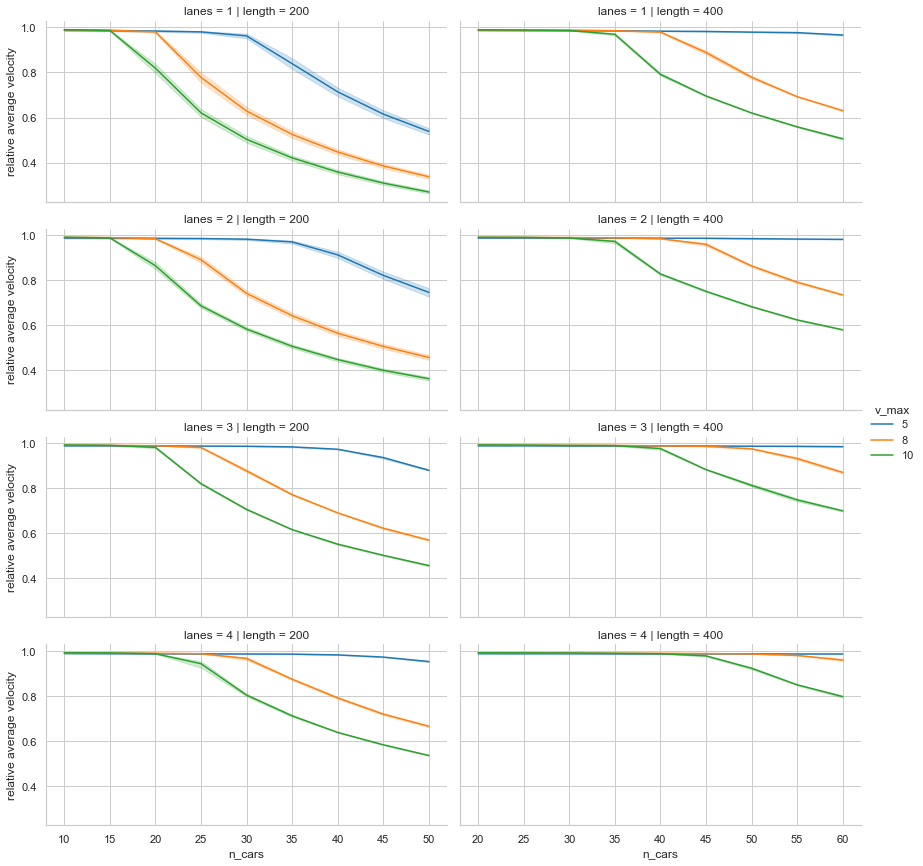 lanes = 1 | length = 200
lanes = 1 | length = 400
1.0
0.8
0.6
0.4
relative average velocity
lanes = 2 | length = 200
lanes = 2 | length = 400
1.0
0.8
0.6
0.4
relative average velocity
v_max
5
8
10
lanes = 3 | length = 200
lanes = 3 | length = 400
1.0
0.8
0.6
0.4
relative average velocity
lanes = 4 | length = 200
lanes = 4 | length = 400
1.0
0.8
0.6
0.4
relative average velocity
10 15 20 25 30 35 40 45 50
n_cars
20 25 30 35 40 45 50 55 60
n_cars